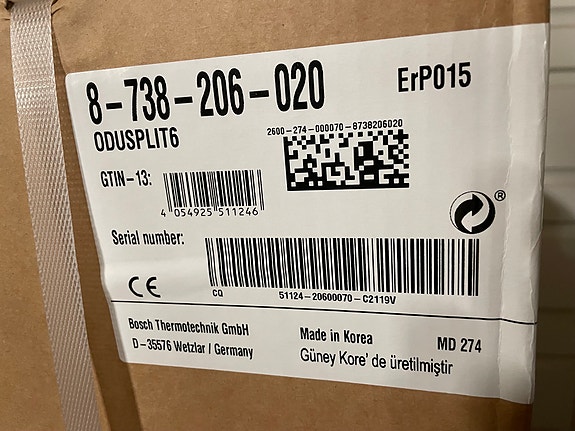 8-738-206-020
ErP015
ODUSPLIT6
2600-274-000070-8738206020
GTIN-13:
4 054925 511246
®
Serial number:
CE
CQ 51124-20600070-C2119V
Bosch Thermotechnik GmbH
D-35576 Wetzlar / Germany
Made in Korea
MD 274
Güney Kore' de üretilmiştir